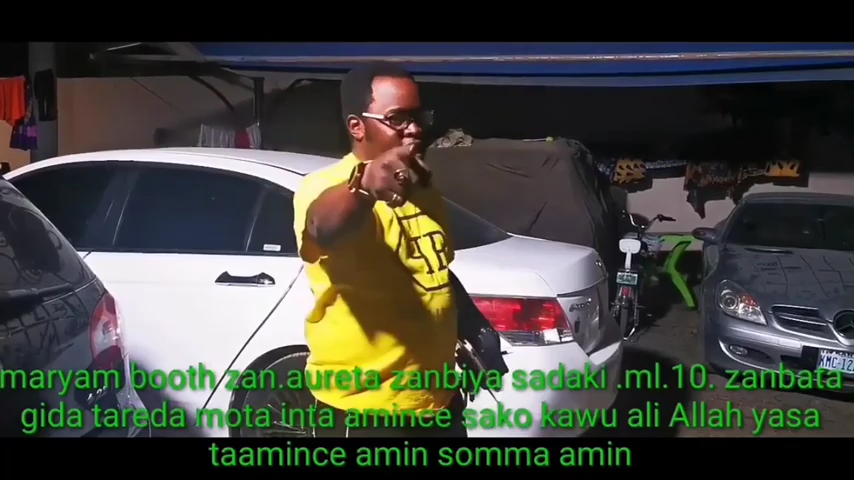 maryam booth zan.aureta zanbiya sadaki .ml.10. zanbata
gida tareda mota inta amince sako kawu ali Allah yasa
taamince amin somma amin